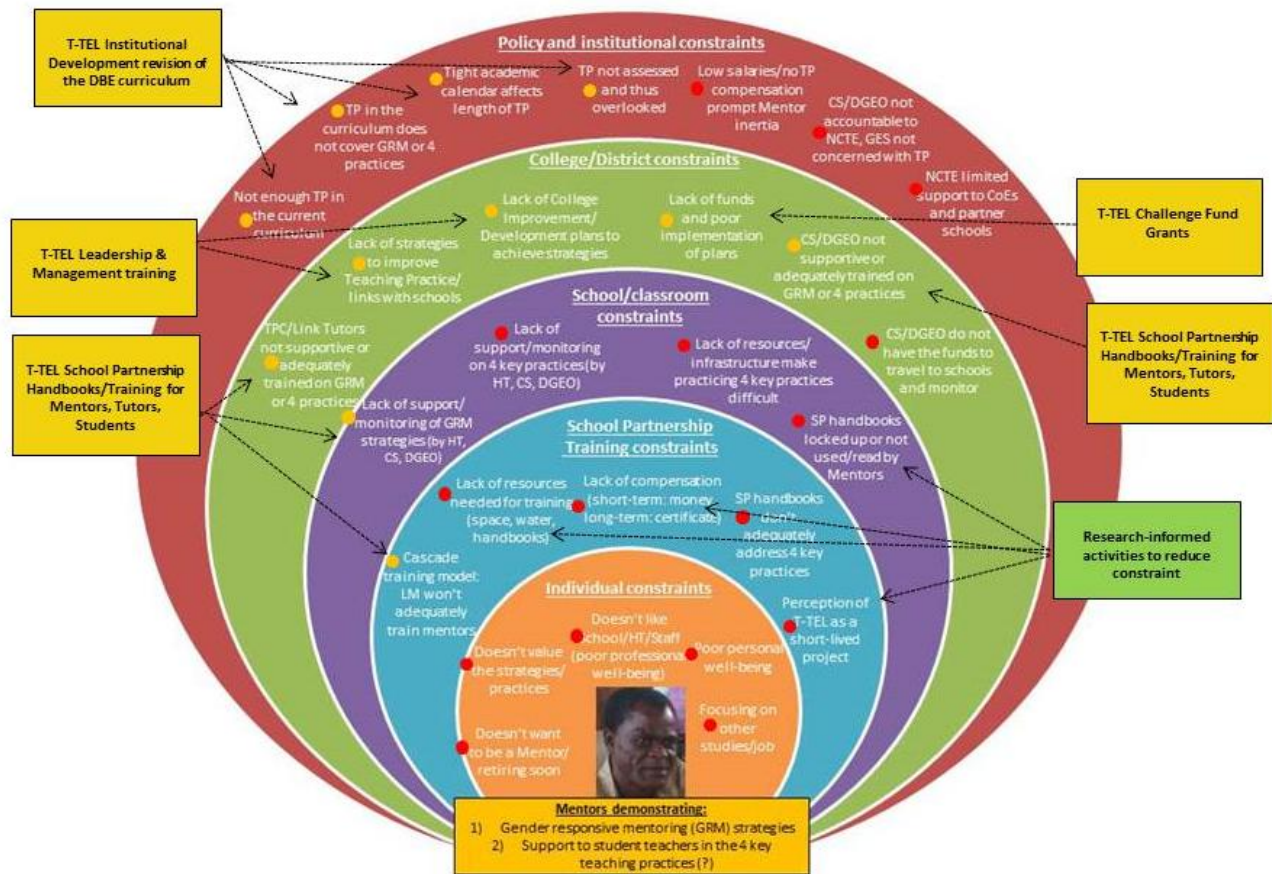 T-TEL Institutional
Development revision of
the DBE curriculum
T-TEL Leadership &
Management training
T-TEL School Partnership
Handbooks/Training for
Mentors, Tutors,
Students
Policy and institutional constraints
Not enough TP in
the current
curriculum
TP in the
curriculum does
not cover GRM or 4
practices
Tight academic
calendar affects
length of TP
TP not assessed
and thus
overlooked
Low salaries/no TP
compensation
prompt Mentor
inertia
CS/DGEO not
accountable to
NCTE, GES not
concerned with TP
NCTE limited
support to CoEs
and partner
schools
College/District constraints
TPC/Link Tutors
not supportive or
adequately
trained on GRM
or 4 practices
Lack of strategies
to improve
Teaching Practice/
links with schools
Lack of College
Improvement/
Development plans to
achieve strategies
Lack of funds
and poor
implementation
of plans
CS/DGEO not
supportive or
adequately trained on
GRM or 4 practices
CS/DGEO do not
have the funds to
travel to schools
and monitor
School/classroom
constraints
Lack of support/
monitoring of GRM
strategies (by HT,
CS, DGEO)
Lack of
support/monitoring
on 4 key practices(by
HT, CS, DGEO)
Lack of resources/
infrastructure make
practicing 4 key practices
difficult
SP handbooks
locked up or not
used/read by
Mentors
School Partnership
Training constraints
Cascade
training model:
LM won't
adequately
train mentors
Lack of resources
needed for training
(space, water,
handbooks)
Lack of compensation
(short-term: money
long-term: certificate)
SP handbooks
don't
adequately
address 4 key
practices
Perception of
T-TEL as a
short-lived
project
Individual constraints
Doesn't value
the strategies/
practices
Doesn't like
school/HT/Staff
(poor professional
well-being)
Poor personal
well-being
Focusing on
other
studies/job
Doesn't want
to be a Mentor/
retiring soon
Mentors demonstrating:
1) Gender responsive mentoring (GRM) strategies
2) Support to student teachers in the 4 key
teaching practices (?)
T-TEL Challenge Fund
Grants
T-TEL School Partnership
Handbooks/Training for
Mentors, Tutors,
Students
Research-informed
activities to reduce
constraint